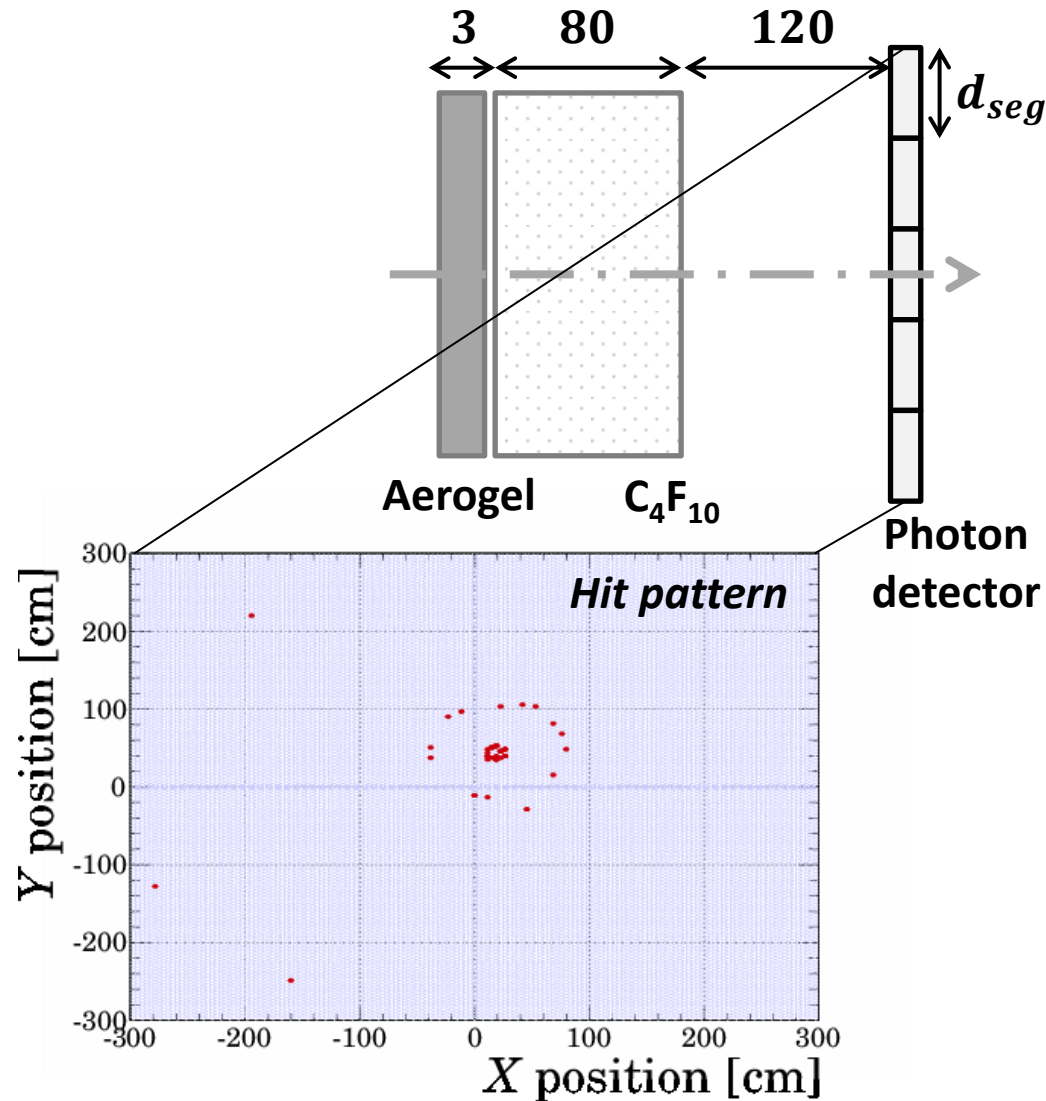 3 80 120
d_seg
Aerogel C₄F₁₀
Photon
detector
Hit pattern
Y position [cm]
300
200
100
0
-100
-200
-300
-300 -200 -100 0 100 200 300
X position [cm]